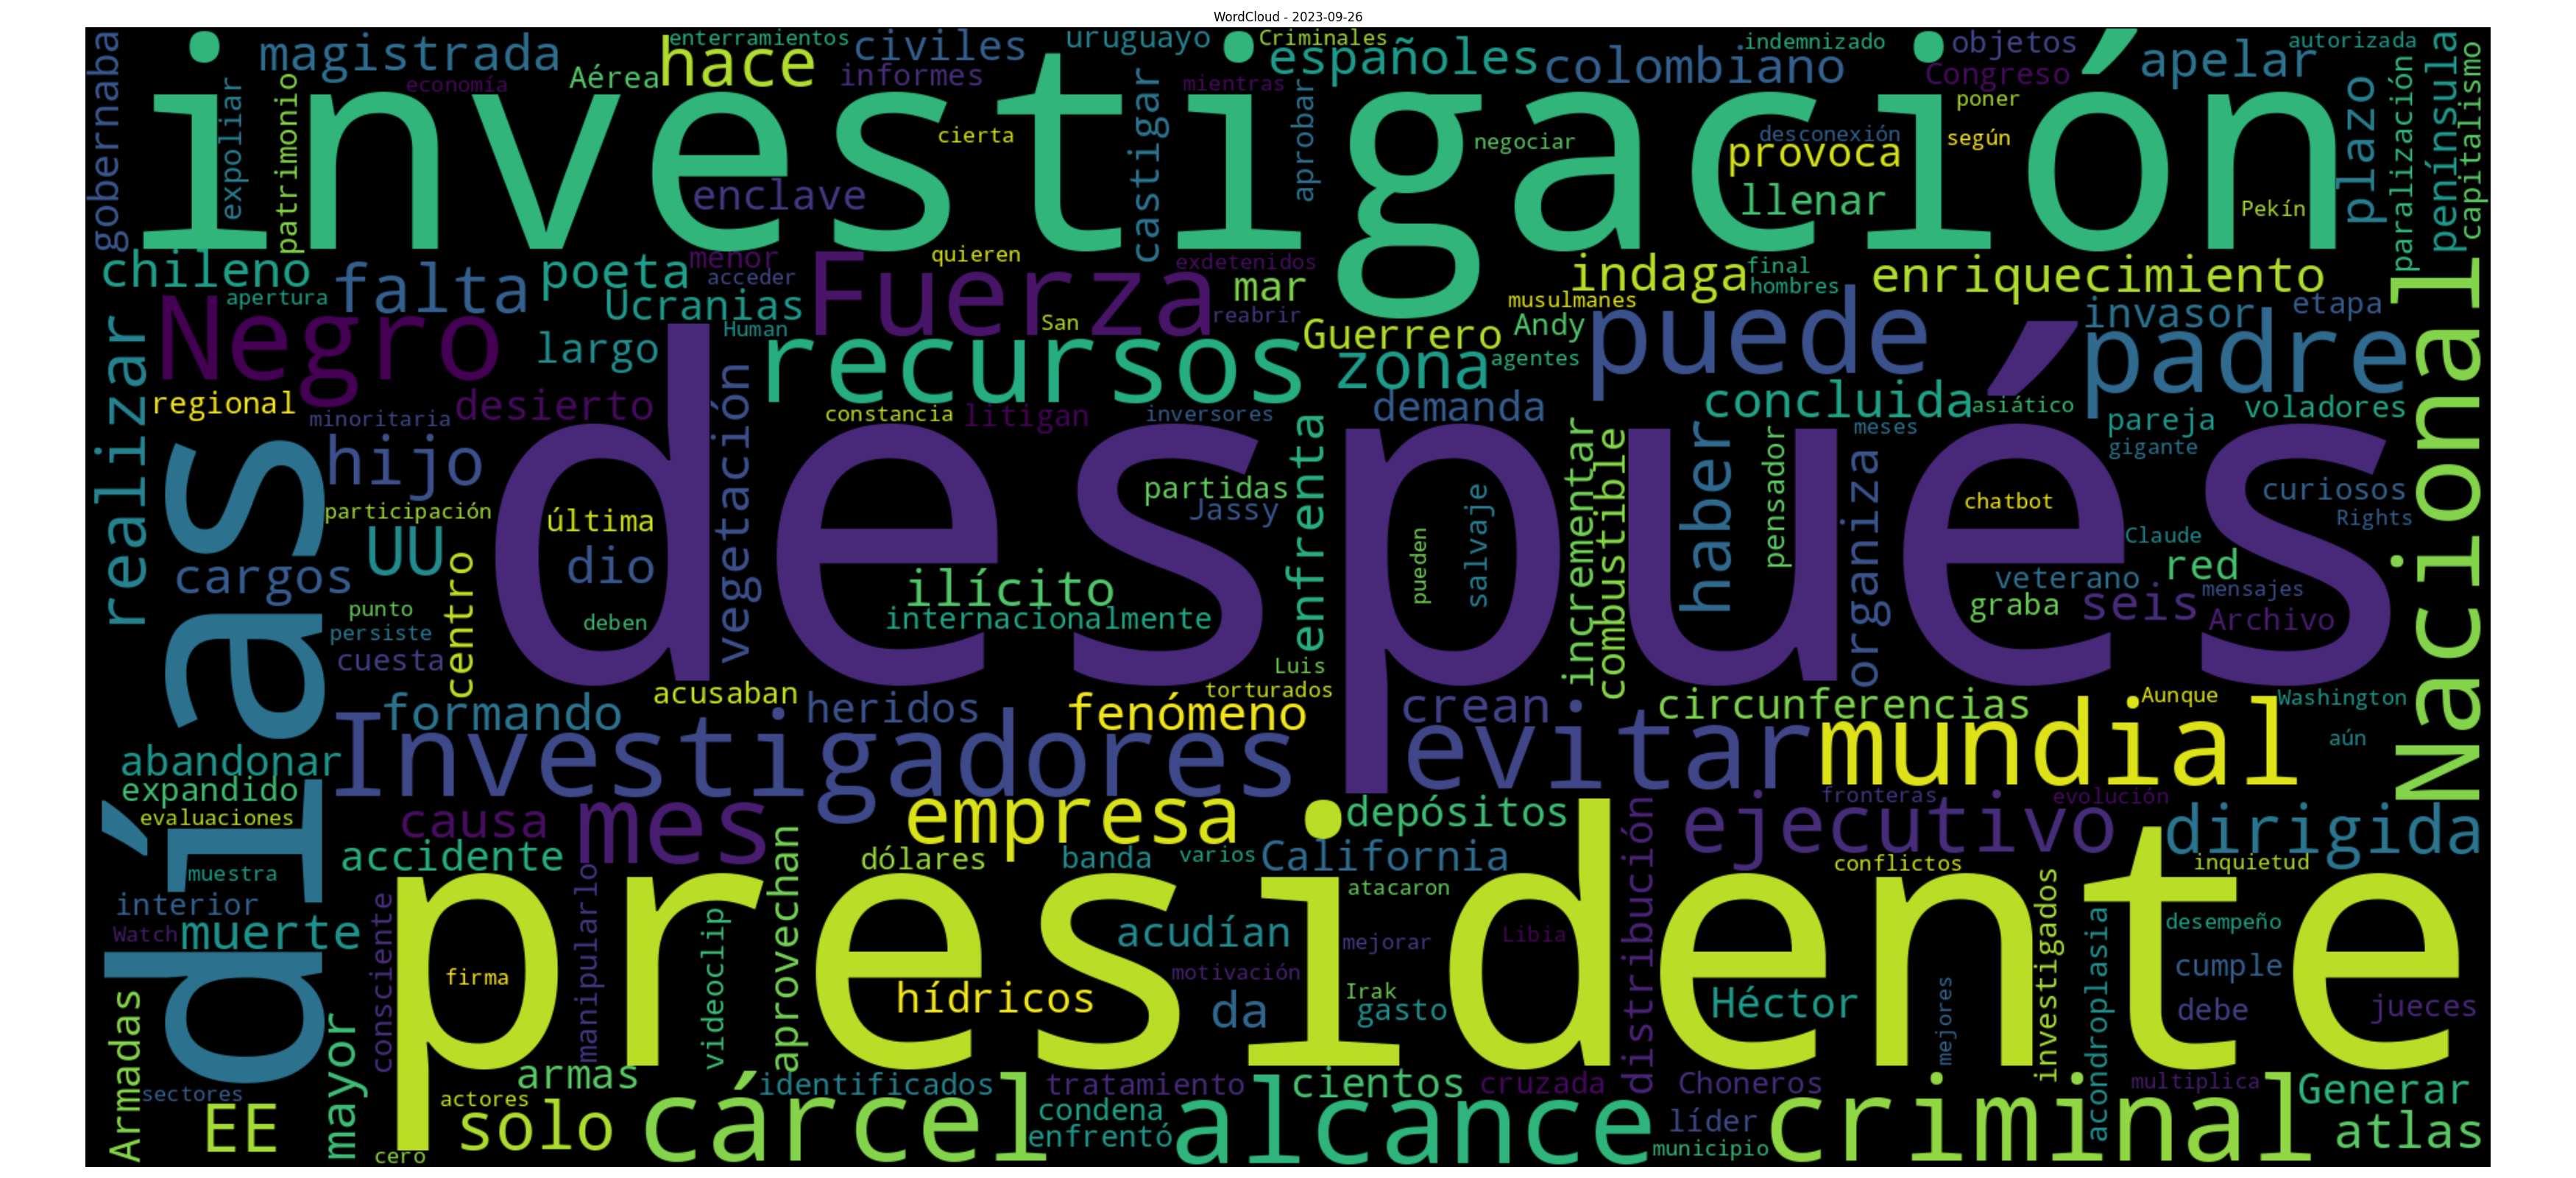 WordCloud - 2023-09-26
investigación
después
presidente
días
Nacional
gobernaba
magistrada
economía
enterramientos
Aérea
hace
civiles
informes
uruguayo
Criminales
mientras
españoles
colombiano
indemnizado
objetos
Congreso
poner
apelar
autorizada
península
capitalismo
paralización
plazo
expoliar
patrimonio
cierta
castigar
aprobar
negociar
desconexión
provoca
según
enclave
llenar
Pekín
chileno
apertura
falta
poeta
menor
acceder
Ucranias
Fuerza
quieren
exdetenidos
mar
reabrir
indaga
final
hombres
enriquecimiento
musulmanes
Negro
largo
Human
San
recursos
Guerrero
Andy
zona
agentes
puede
invasor
etapa
padre
realizar
regional
minoritaria
desierto
constancia
litigan
inversores
demanda
concluida
asiático
meses
pareja
voladores
gigante
hijo
vegetación
enfrenta
incrementar
combustible
haber
pensador
organiza
participación
última
partidas
Jassy
salvaje
pueden
chatbot
curiosos
Rights
Claude
UU
cargos
dio
ilícito
internacionalmente
veterano
red
mensajes
graba
seis
Archivo
punto
persiste
cuesta
centro
deben
Luis
torturados
acusaban
heridos
fenómeno
crean
circunferencias
Aunque
Washington
aún
formando
Investigadores
evitar
mundial
abandonar
expandido
evaluaciones
causa
mes
empresa
depósitos
fronteras
evolución
ejecutivo
dirigida
accidente
dólares
banda
varios
California
conflictos
inquietud
muestra
interior
Watch
muerte
consciente
manipularlo
videoclip
aprovechan
atacaron
acudían
mejorar
Libia
distribución
investigados
acondroplasia
desempeño
cumple
firma
motivación
Irak
gasto
hídricos
da
Héctor
mejores
debe
jueces
Armadas
mayor
armas
identificados
tratamiento
cientos
cruzada
Choneros
multiplica
Generar
sectores
EE
actores
solo
cárcel
condena
enfrentó
alcance
líder
municipio
criminal
atlas
cero